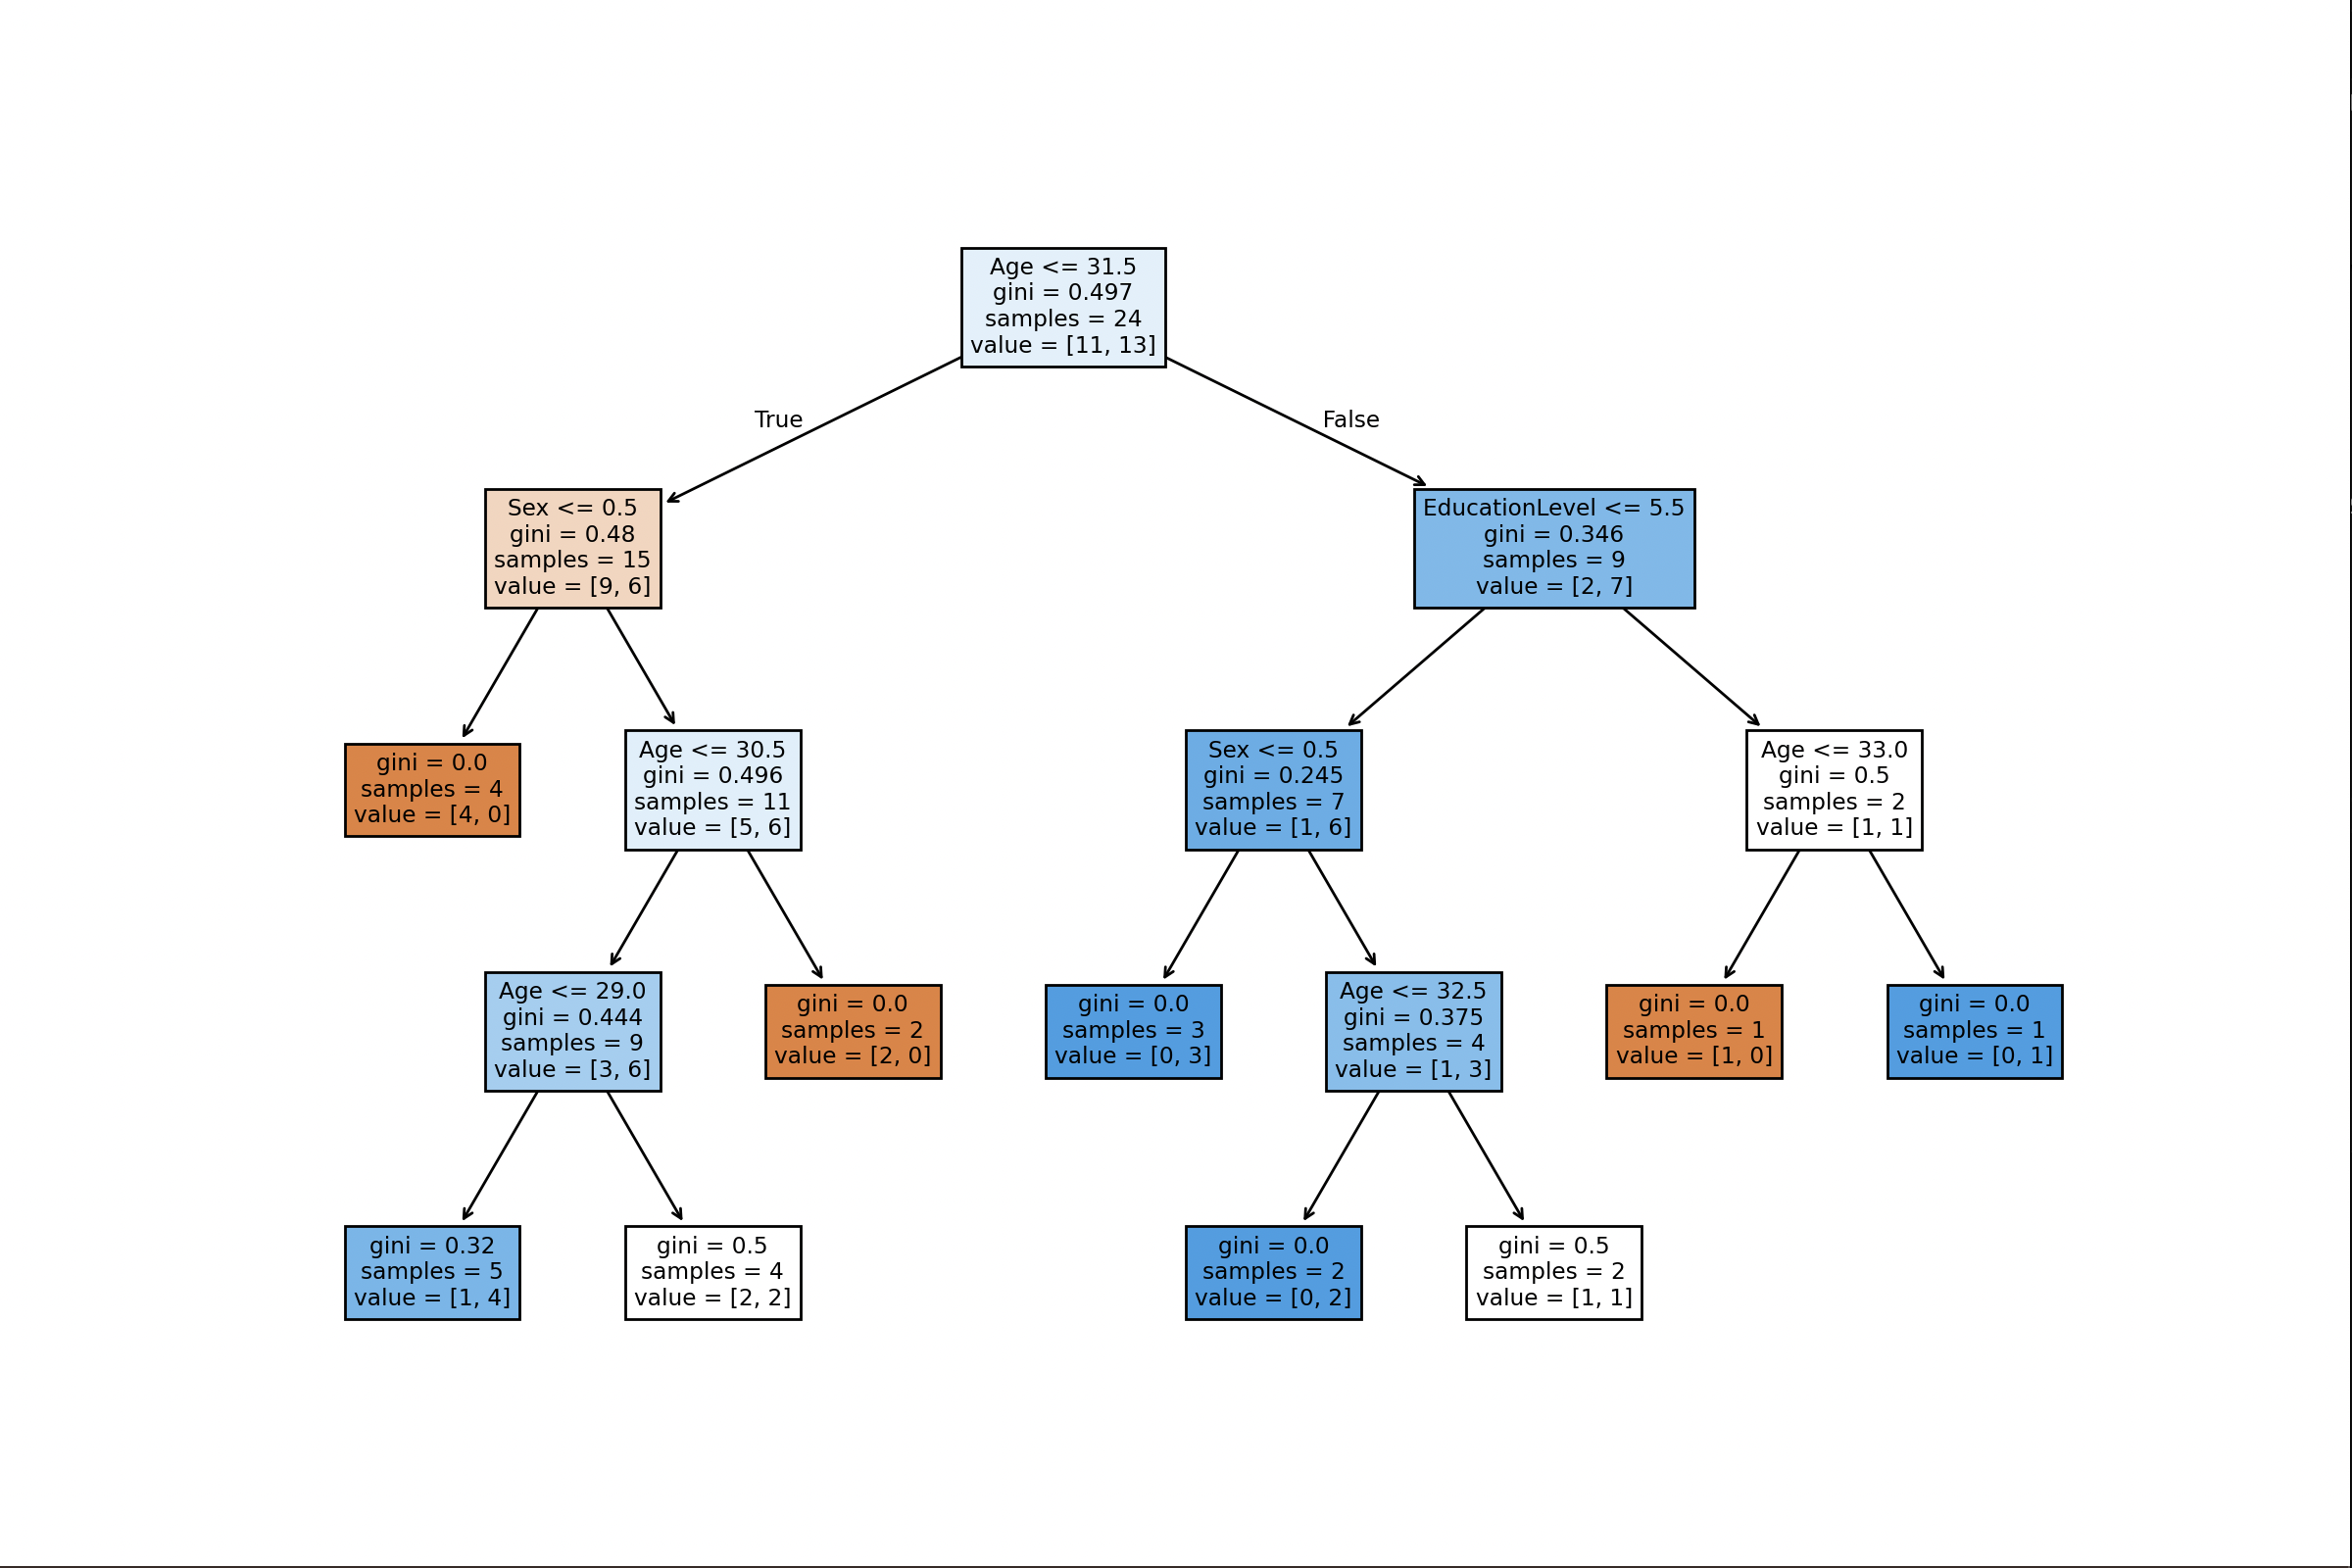 Age <= 31.5
gini = 0.497
samples = 24
value = [11, 13]
True
False
Sex <= 0.5
gini = 0.48
samples = 15
value = [9, 6]
EducationLevel <= 5.5
gini = 0.346
samples = 9
value = [2, 7]
gini = 0.0
samples = 4
value = [4, 0]
Age <= 30.5
gini = 0.496
samples = 11
value = [5, 6]
Sex <= 0.5
gini = 0.245
samples = 7
value = [1, 6]
Age <= 33.0
gini = 0.5
samples = 2
value = [1, 1]
Age <= 29.0
gini = 0.444
samples = 9
value = [3, 6]
gini = 0.0
samples = 2
value = [2, 0]
gini = 0.0
samples = 3
value = [0, 3]
Age <= 32.5
gini = 0.375
samples = 4
value = [1, 3]
gini = 0.0
samples = 1
value = [1, 0]
gini = 0.0
samples = 1
value = [0, 1]
gini = 0.32
samples = 5
value = [1, 4]
gini = 0.5
samples = 4
value = [2, 2]
gini = 0.0
samples = 2
value = [0, 2]
gini = 0.5
samples = 2
value = [1, 1]